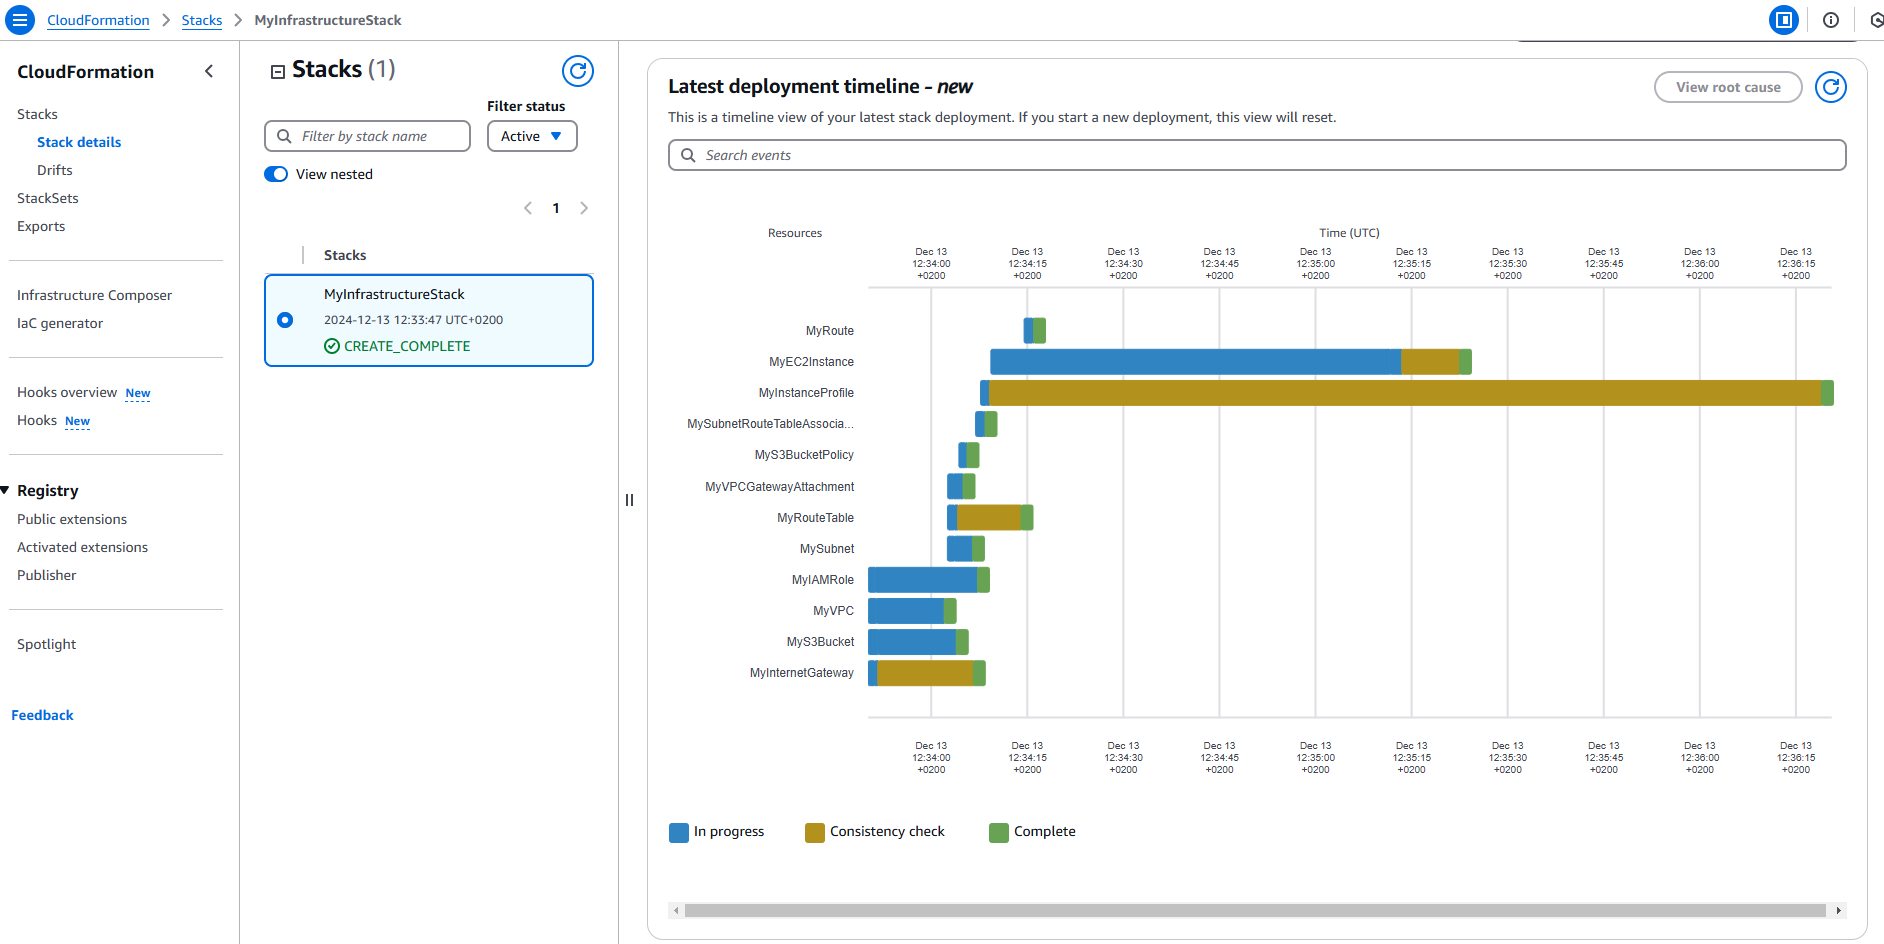 CloudFormation > Stacks > MyInfrastructureStack
CloudFormation
Stacks
Stack details
Drifts
StackSets
Exports
Infrastructure Composer
IaC generator
Hooks overview New
Hooks New
Registry
Public extensions
Activated extensions
Publisher
Spotlight
Feedback
Stacks (1)
Filter status
Filter by stack name
Active
View nested
1
Stacks
MyInfrastructureStack
2024-12-13 12:33:47 UTC+0200
CREATE_COMPLETE
Latest deployment timeline - new
View root cause
This is a timeline view of your latest stack deployment. If you start a new deployment, this view will reset.
Search events
Resources
Time (UTC)
Dec 13 Dec 13 Dec 13 Dec 13 Dec 13 Dec 13 Dec 13 Dec 13 Dec 13 Dec 13
12:34:00 12:34:15 12:34:30 12:34:45 12:35:00 12:35:15 12:35:30 12:35:45 12:36:00 12:36:15
+0200 +0200 +0200 +0200 +0200 +0200 +0200 +0200 +0200 +0200
MyRoute
MyEC2Instance
MyInstanceProfile
MySubnetRouteTableAssocia...
MyS3BucketPolicy
MyVPCGatewayAttachment
MyRouteTable
MySubnet
MyIAMRole
MyVPC
MyS3Bucket
MyInternetGateway
Dec 13 Dec 13 Dec 13 Dec 13 Dec 13 Dec 13 Dec 13 Dec 13 Dec 13 Dec 13
12:34:00 12:34:15 12:34:30 12:34:45 12:35:00 12:35:15 12:35:30 12:35:45 12:36:00 12:36:15
+0200 +0200 +0200 +0200 +0200 +0200 +0200 +0200 +0200 +0200
In progress
Consistency check
Complete